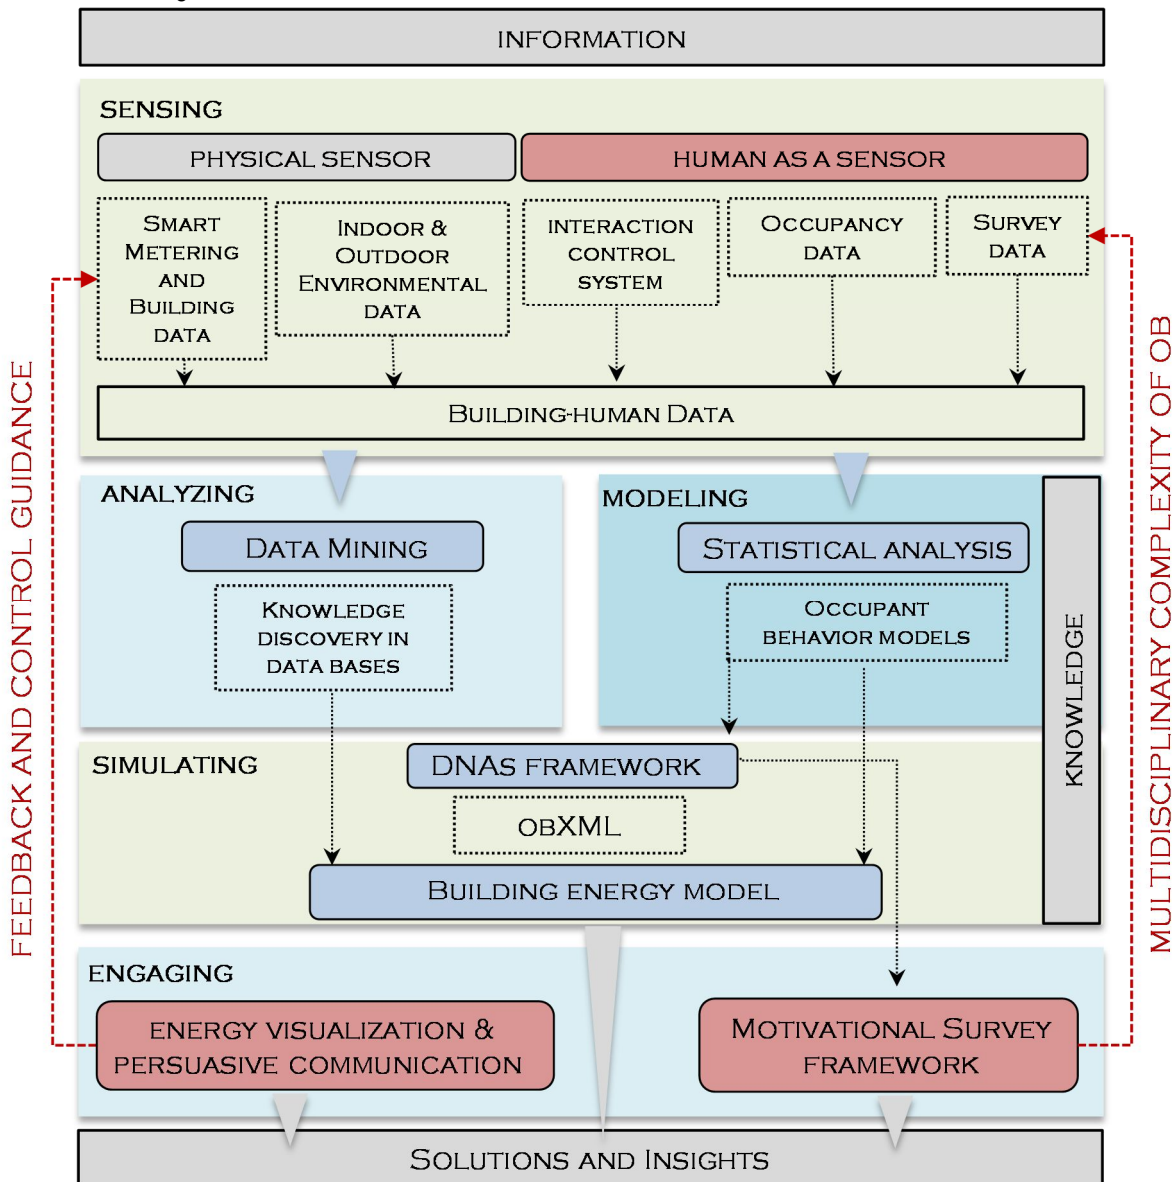 INFORMATION
SENSING
PHYSICAL SENSOR
HUMAN AS A SENSOR
SMART
METERING
AND
BUILDING
DATA
INDOOR &
OUTDOOR
ENVIRONMENTAL
DATA
INTERACTION
CONTROL
SYSTEM
OCCUPANCY
DATA
SURVEY
DATA
BUILDING-HUMAN DATA
ANALYZING
DATA MINING
KNOWLEDGE
DISCOVERY IN
DATA BASES
MODELING
STATISTICAL ANALYSIS
OCCUPANT
BEHAVIOR MODELS
KNOWLEDGE
SIMULATING
DNAS FRAMEWORK
OBXML
BUILDING ENERGY MODEL
ENGAGING
ENERGY VISUALIZATION &
PERSUASIVE COMMUNICATION
MOTIVATIONAL SURVEY
FRAMEWORK
SOLUTIONS AND INSIGHTS
FEEDBACK AND CONTROL GUIDANCE
MULTIDISCIPLINARY COMPLEXITY OF OB